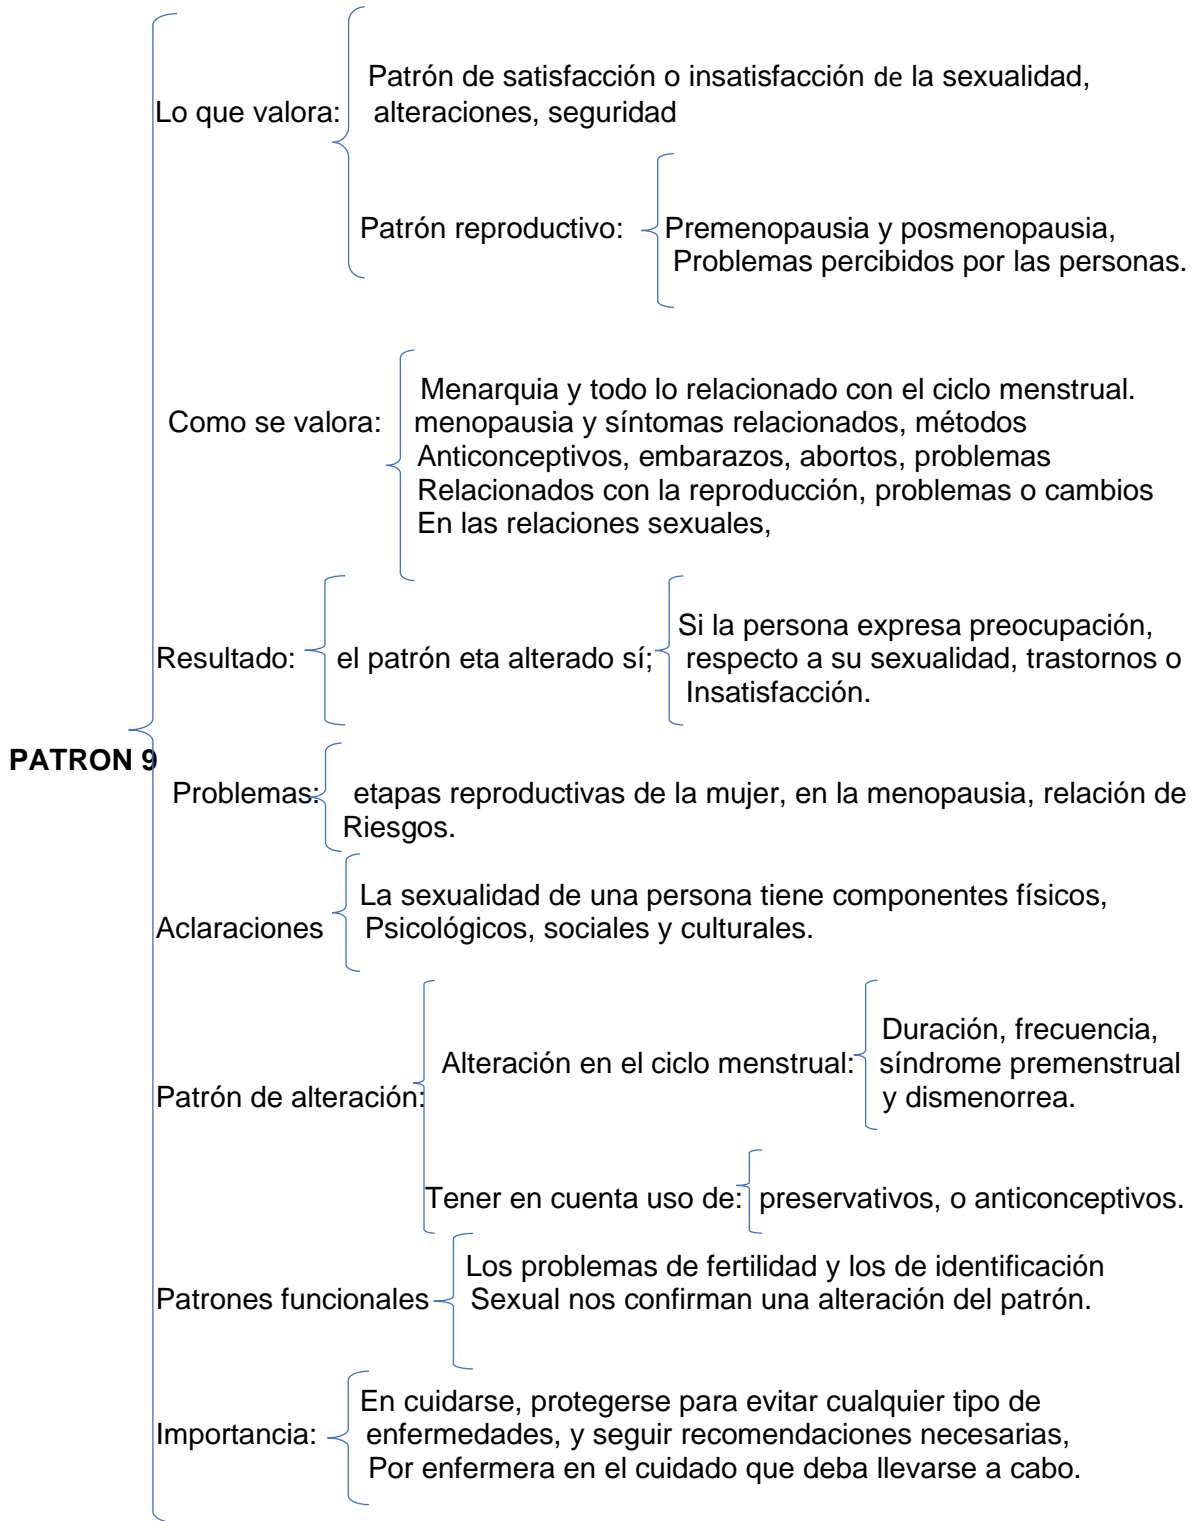 Patrón de satisfacción o insatisfacción de la sexualidad,
Lo que valora: alteraciones, seguridad
Patrón reproductivo: Premenopausia y posmenopausia,
Problemas percibidos por las personas.
Menarquia y todo lo relacionado con el ciclo menstrual.
Como se valora: menopausia y síntomas relacionados, métodos
Anticonceptivos, embarazos, abortos, problemas
Relacionados con la reproducción, problemas o cambios
En las relaciones sexuales,
Si la persona expresa preocupación,
Resultado: el patrón eta alterado sí; respecto a su sexualidad, trastornos o
Insatisfacción.
PATRON 9
Problemas: etapas reproductivas de la mujer, en la menopausia, relación de
Riesgos.
La sexualidad de una persona tiene componentes físicos,
Aclaraciones Psicológicos, sociales y culturales.
Duración, frecuencia,
Alteración en el ciclo menstrual: síndrome premenstrual
Patrón de alteración: y dismenorrea.
Tener en cuenta uso de: preservativos, o anticonceptivos.
Los problemas de fertilidad y los de identificación
Patrones funcionales Sexual nos confirman una alteración del patrón.
En cuidarse, protegerse para evitar cualquier tipo de
Importancia: enfermedades, y seguir recomendaciones necesarias,
Por enfermera en el cuidado que deba llevarse a cabo.